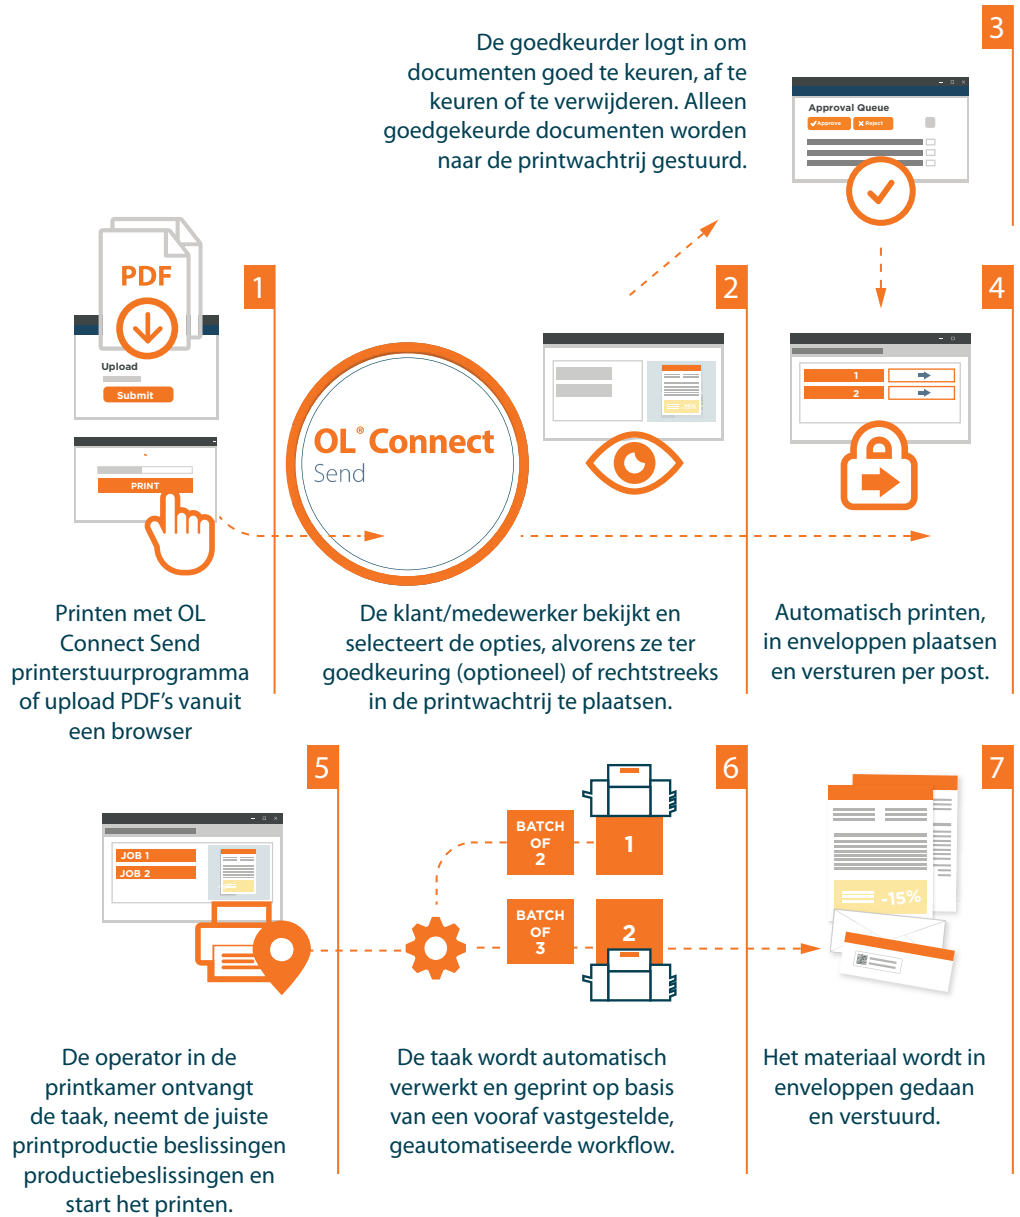 PDF
Upload
Submit
PRINT
1
Printen met OL
Connect Send
printerstuurprogramma
of upload PDF's vanuit
een browser
OL® Connect
Send
2
-15%
De klant/medewerker bekijkt en
selecteert de opties, alvorens ze ter
goedkeuring (optioneel) of rechtstreeks
in de printwachtrij te plaatsen.
De goedkeurder logt in om
documenten goed te keuren, af te
keuren of te verwijderen. Alleen
goedgekeurde documenten worden
naar de printwachtrij gestuurd.
3
Approval Queue
Approve Reject
4
1
2
Automatisch printen,
in enveloppen plaatsen
en versturen per post.
5
JOB 1
JOB 2
De operator in de
printkamer ontvangt
de taak, neemt de juiste
printproductie beslissingen
productiebeslissingen en
start het printen.
6
BATCH
OF
2
1
BATCH
OF
3
2
De taak wordt automatisch
verwerkt en geprint op basis
van een vooraf vastgestelde,
geautomatiseerde workflow.
7
-15%
Het materiaal wordt in
enveloppen gedaan
en verstuurd.